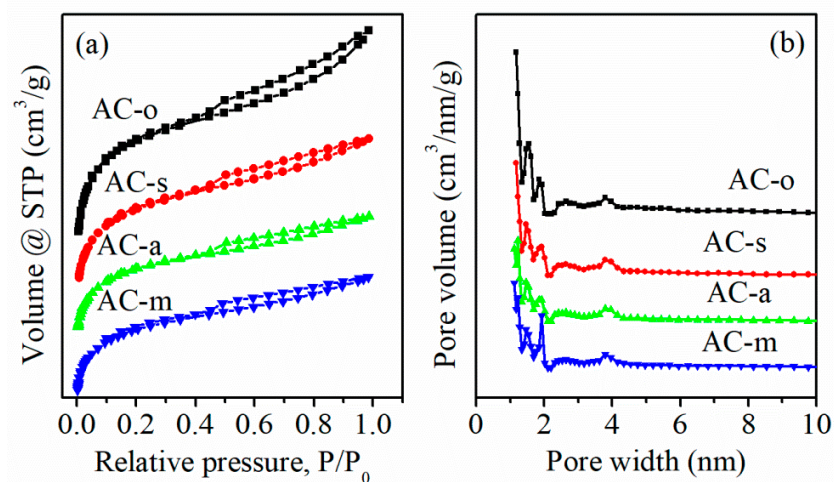 (a)
AC-o
AC-s
AC-a
AC-m
Volume @ STP (cm³/g)
0.0 0.2 0.4 0.6 0.8 1.0
Relative pressure, P/P₀
(b)
AC-o
AC-s
AC-a
AC-m
Pore volume (cm³/nm/g)
0 2 4 6 8 10
Pore width (nm)